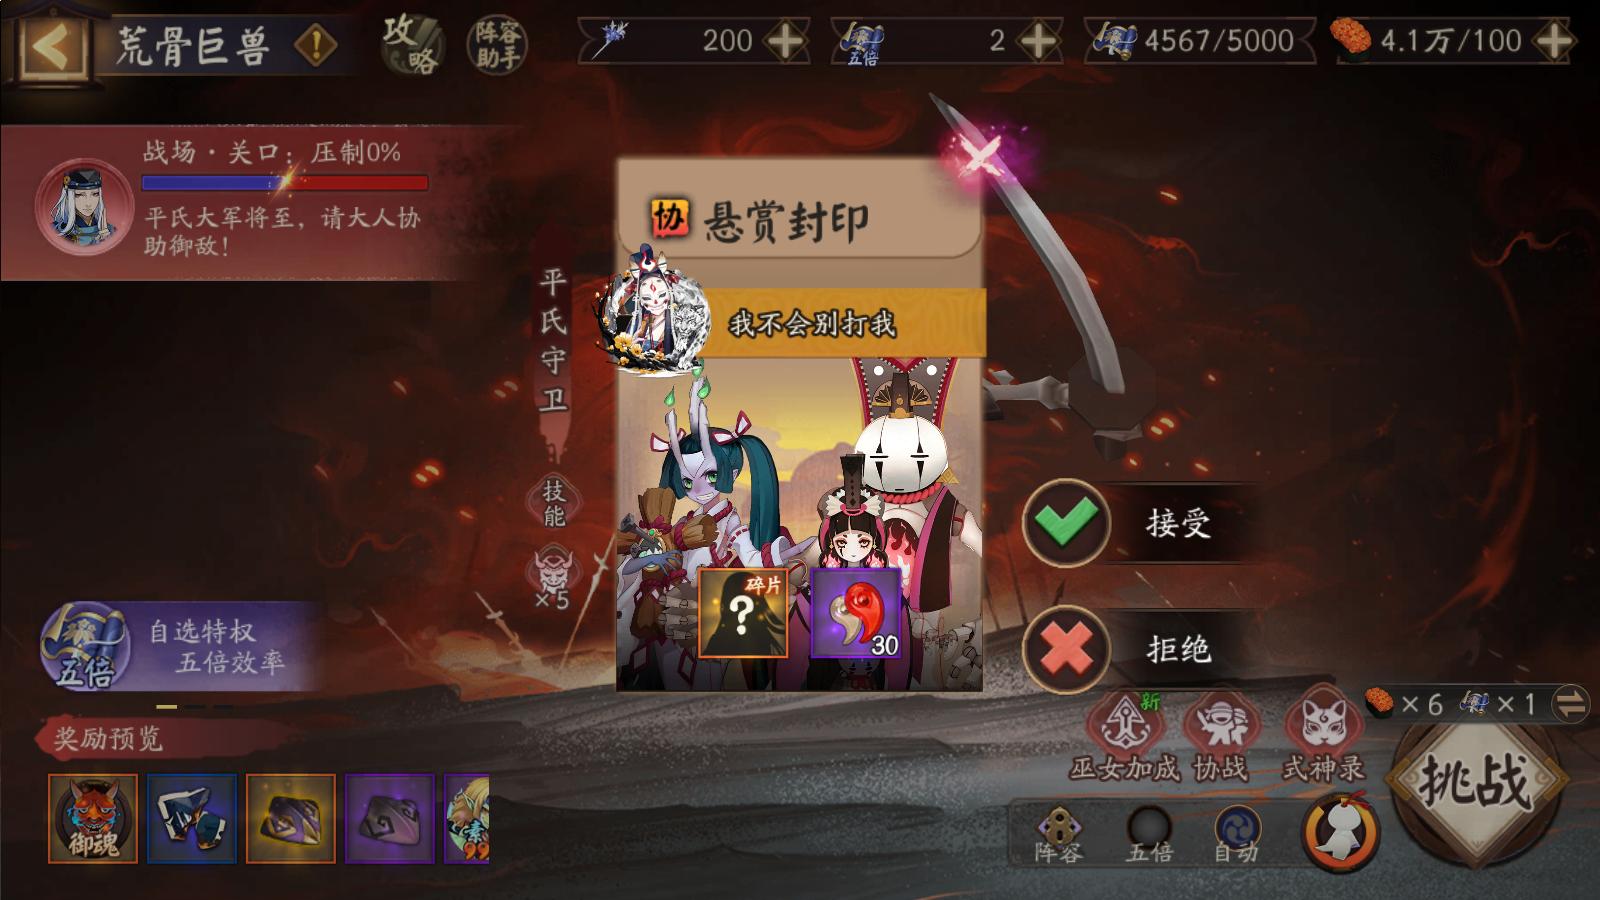 荒骨巨兽
攻略
阵容
助手
200
2
五倍
4567/5000
4.1万/100
战场·关口：压制0%
平氏大军将至，请大人协
助御敌！
协 悬赏封印
我不会别打我
平氏守卫
技能
×5
碎片
?
30
接受
拒绝
五倍
自选特权
五倍效率
奖励预览
御魂
素
99
新
巫女加成
协战
式神录
×6
×1
挑战
阵容
五倍
自动